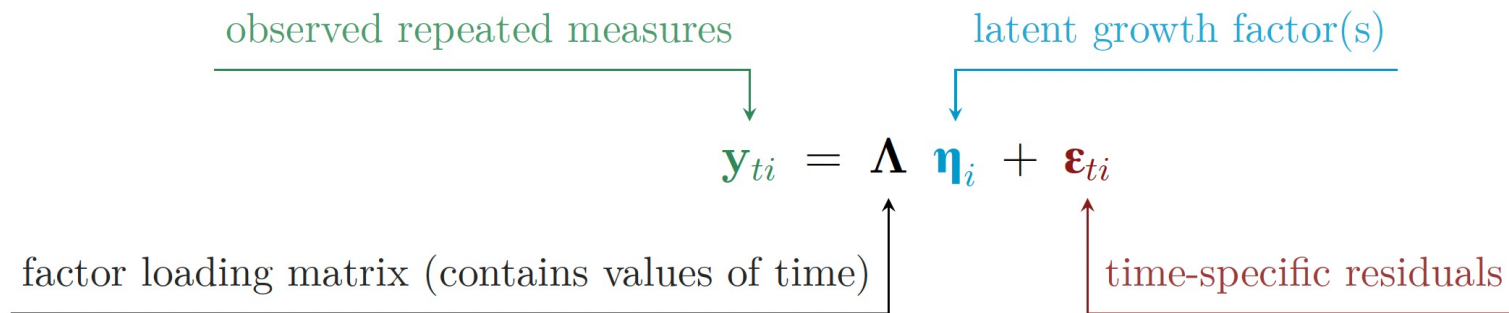 observed repeated measures
latent growth factor(s)
𝐲ₜᵢ = 𝚲 𝛈ᵢ + 𝛆ₜᵢ
factor loading matrix (contains values of time)
time-specific residuals